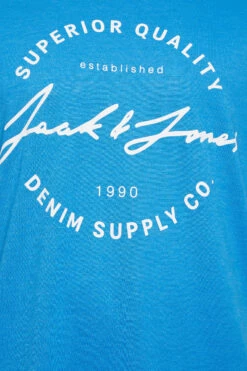 SUPERIOR QUALITY
established
Jack & Jones
1990
DENIM SUPPLY CO.